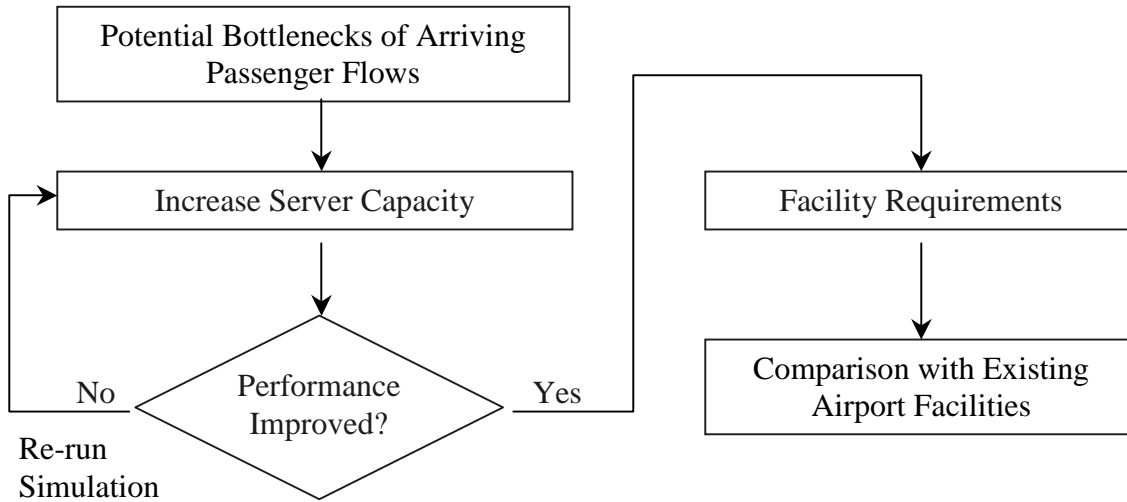 Potential Bottlenecks of Arriving
Passenger Flows
Increase Server Capacity
Performance
Improved?
No
Re-run
Simulation
Yes
Facility Requirements
Comparison with Existing
Airport Facilities